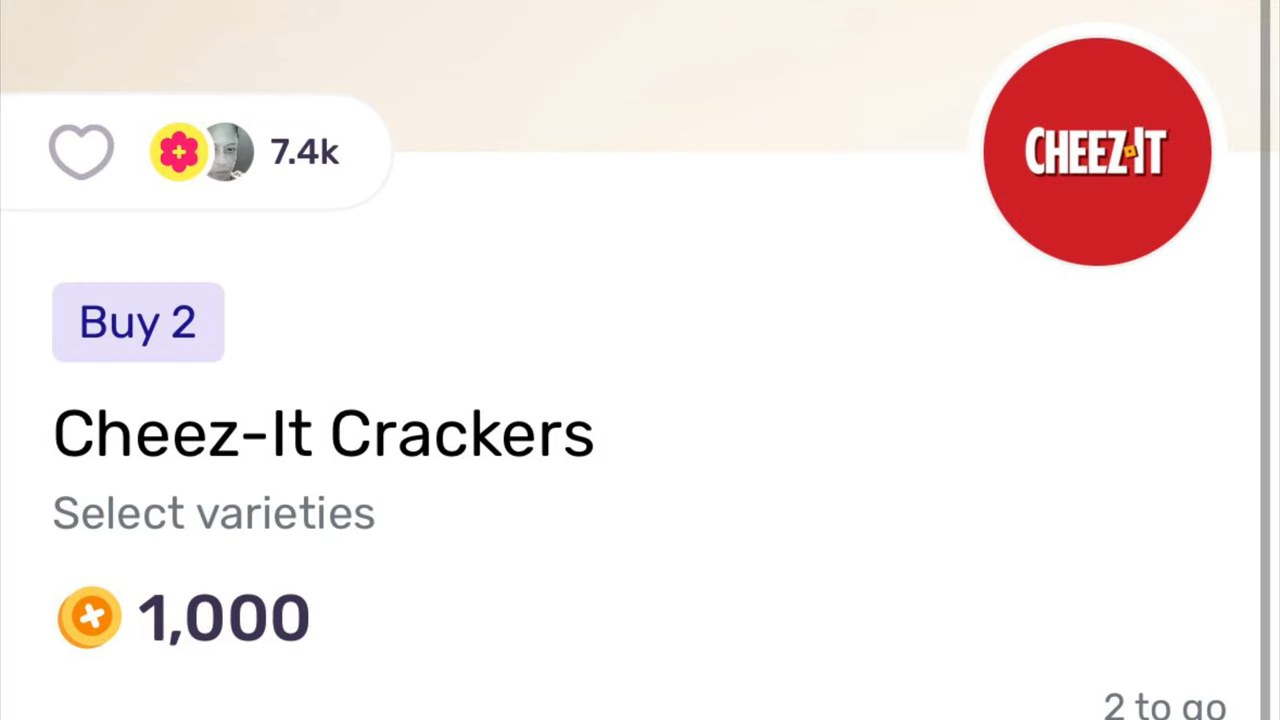 7.4k
CHEEZ-IT
Buy 2
Cheez-It Crackers
Select varieties
1,000
2 to go